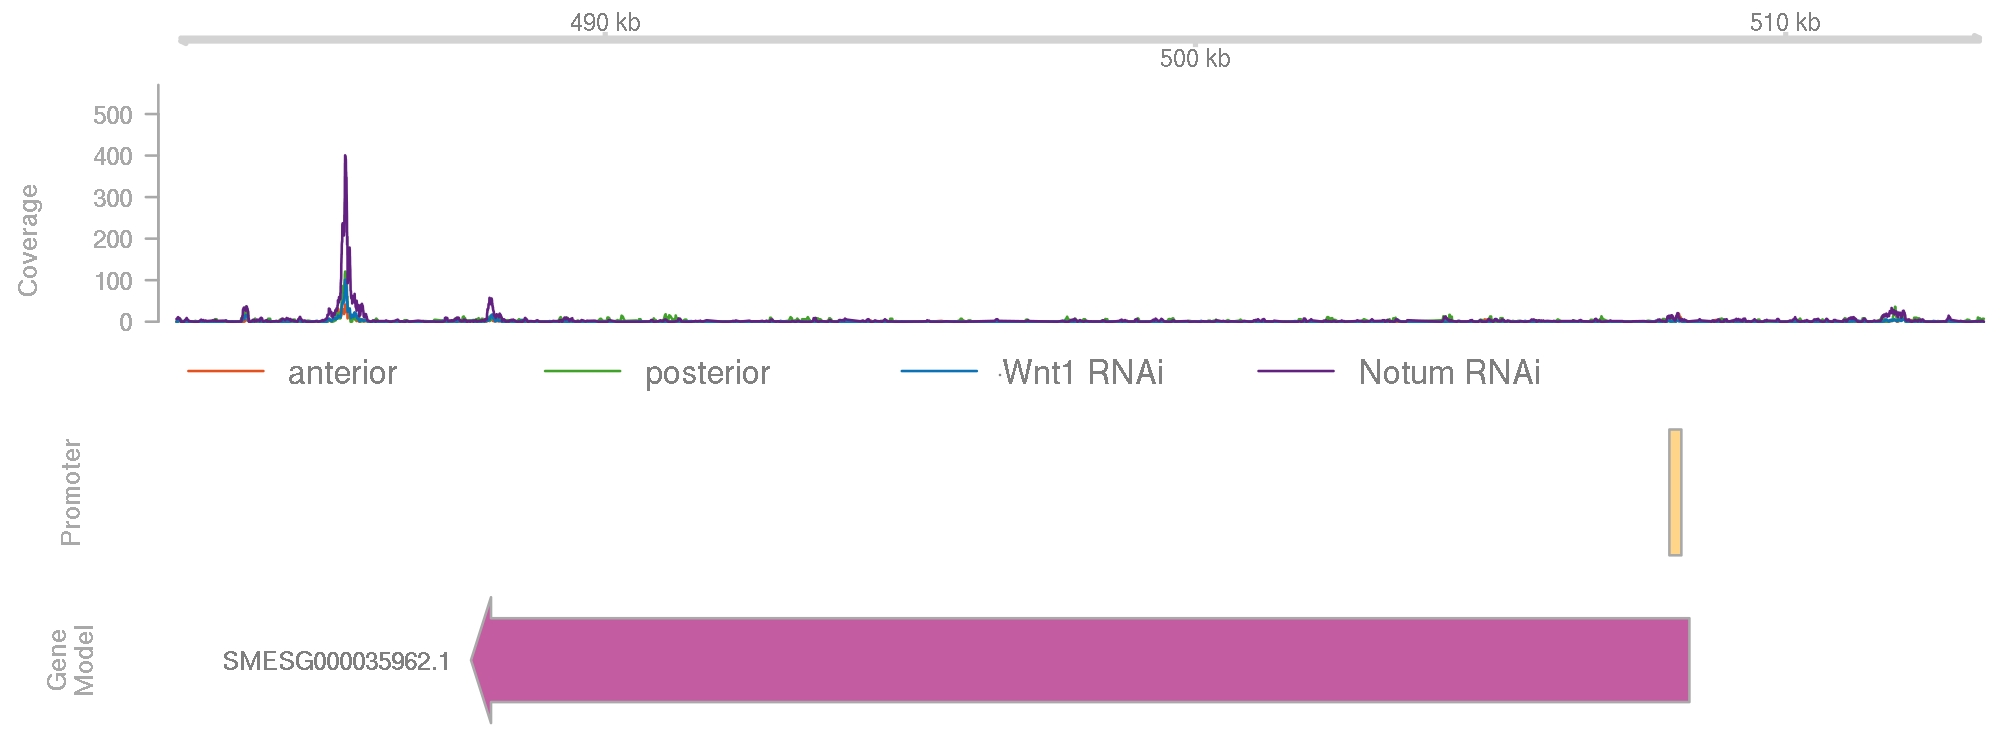 490 kb
510 kb
500 kb
Coverage
500
400
300
200
100
0
anterior
posterior
Wnt1 RNAi
Notum RNAi
Promoter
Gene
Model
SMESG000035962.1